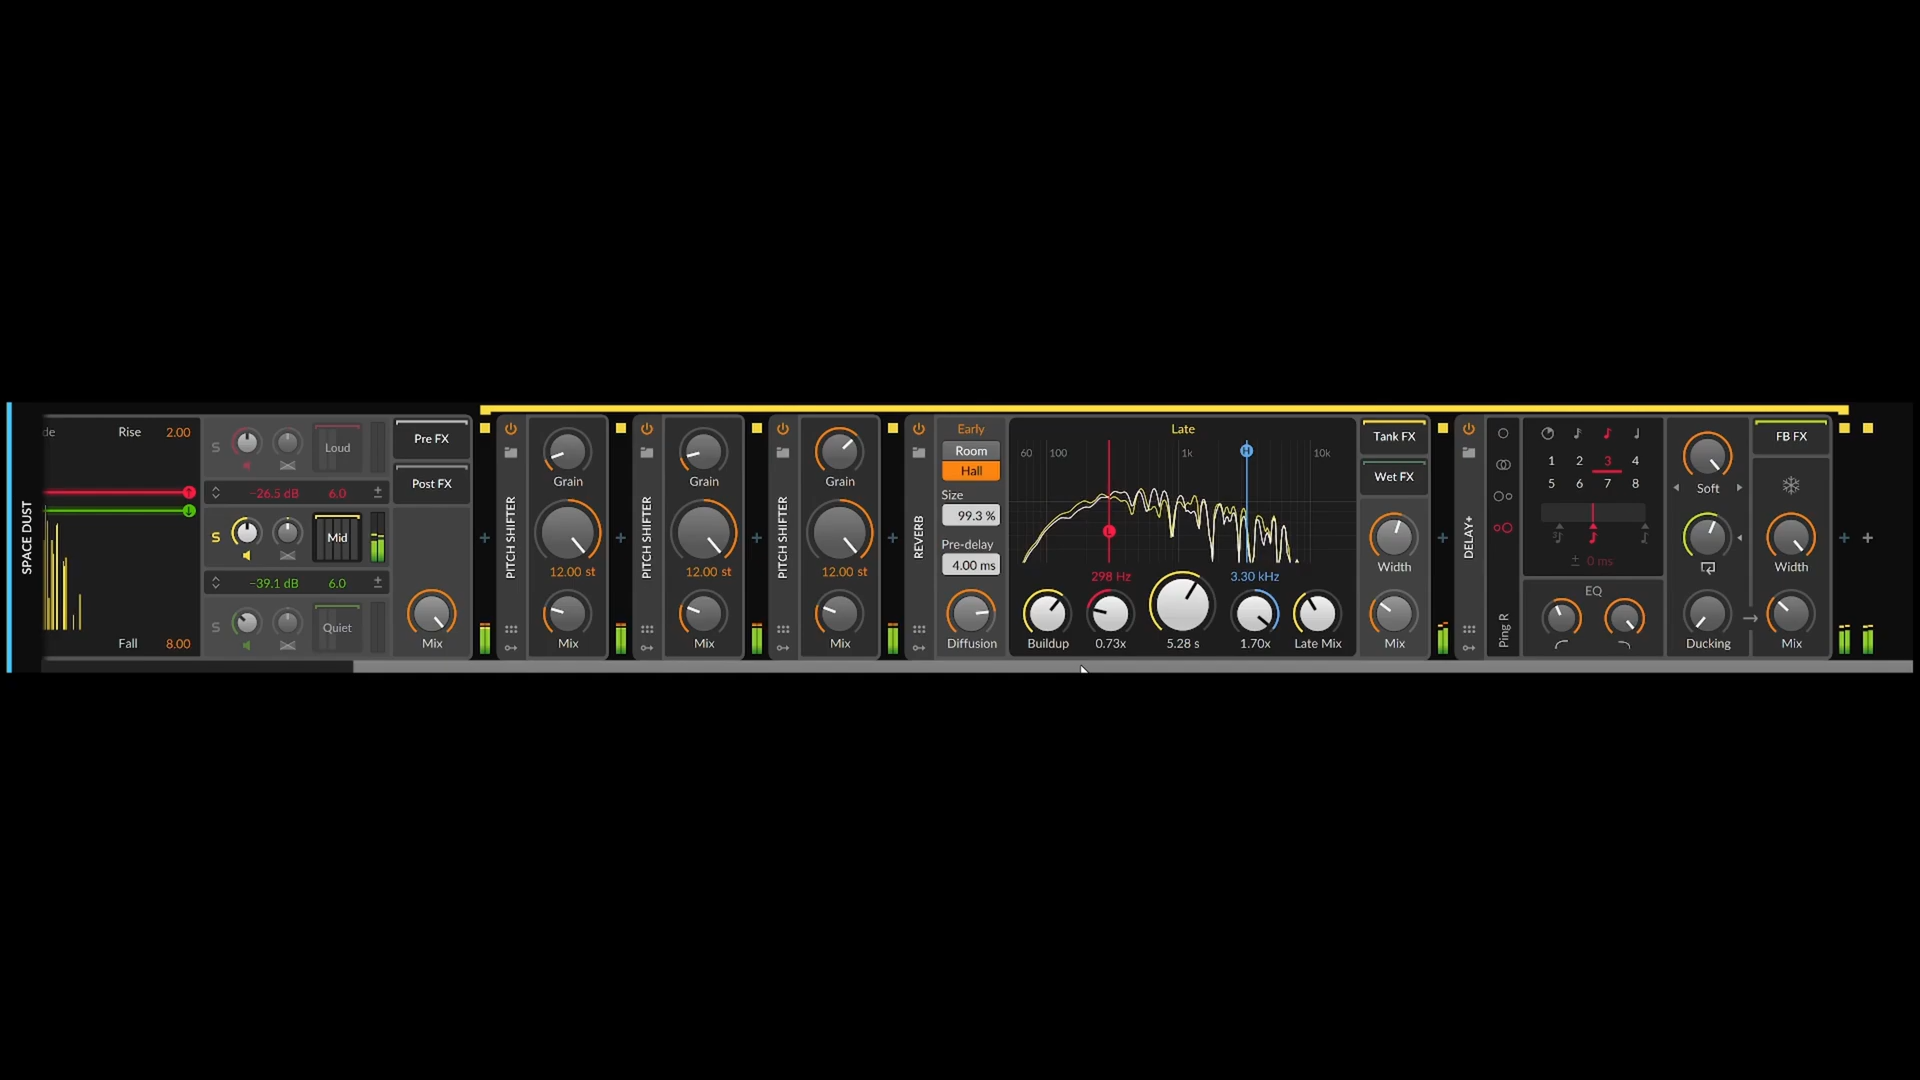 SPACE DUST
de
Rise 2.00
Fall 8.00
S
Loud
-26.5 dB 6.0 ±
S
Mid
-39.1 dB 6.0 ±
S
Quiet
Pre FX
Post FX
Mix
PITCH SHIFTER
Grain
12.00 st
Mix
PITCH SHIFTER
Grain
12.00 st
Mix
PITCH SHIFTER
Grain
12.00 st
Mix
REVERB
Early
Room
Hall
Size
99.3 %
Pre-delay
4.00 ms
Diffusion
Late
60 100 1k 10k
H
L
298 Hz 3.30 kHz
Buildup 0.73x 5.28 s 1.70x Late Mix
Tank FX
Wet FX
Width
Mix
DELAY+
Ping R
1 2 3 4
5 6 7 8
± 0 ms
EQ
Soft
Ducking
FB FX
Width
Mix